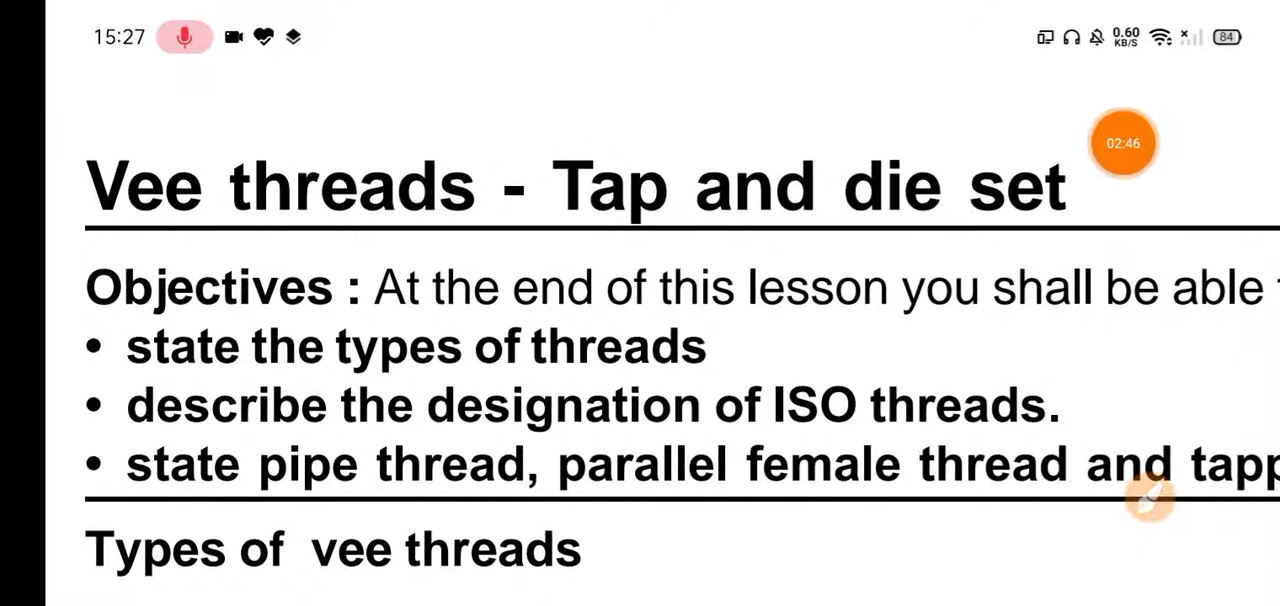 15:27 0.60 KB/S 84
02:46
Vee threads - Tap and die set
Objectives : At the end of this lesson you shall be able
• state the types of threads
• describe the designation of ISO threads.
• state pipe thread, parallel female thread and tapp
Types of vee threads